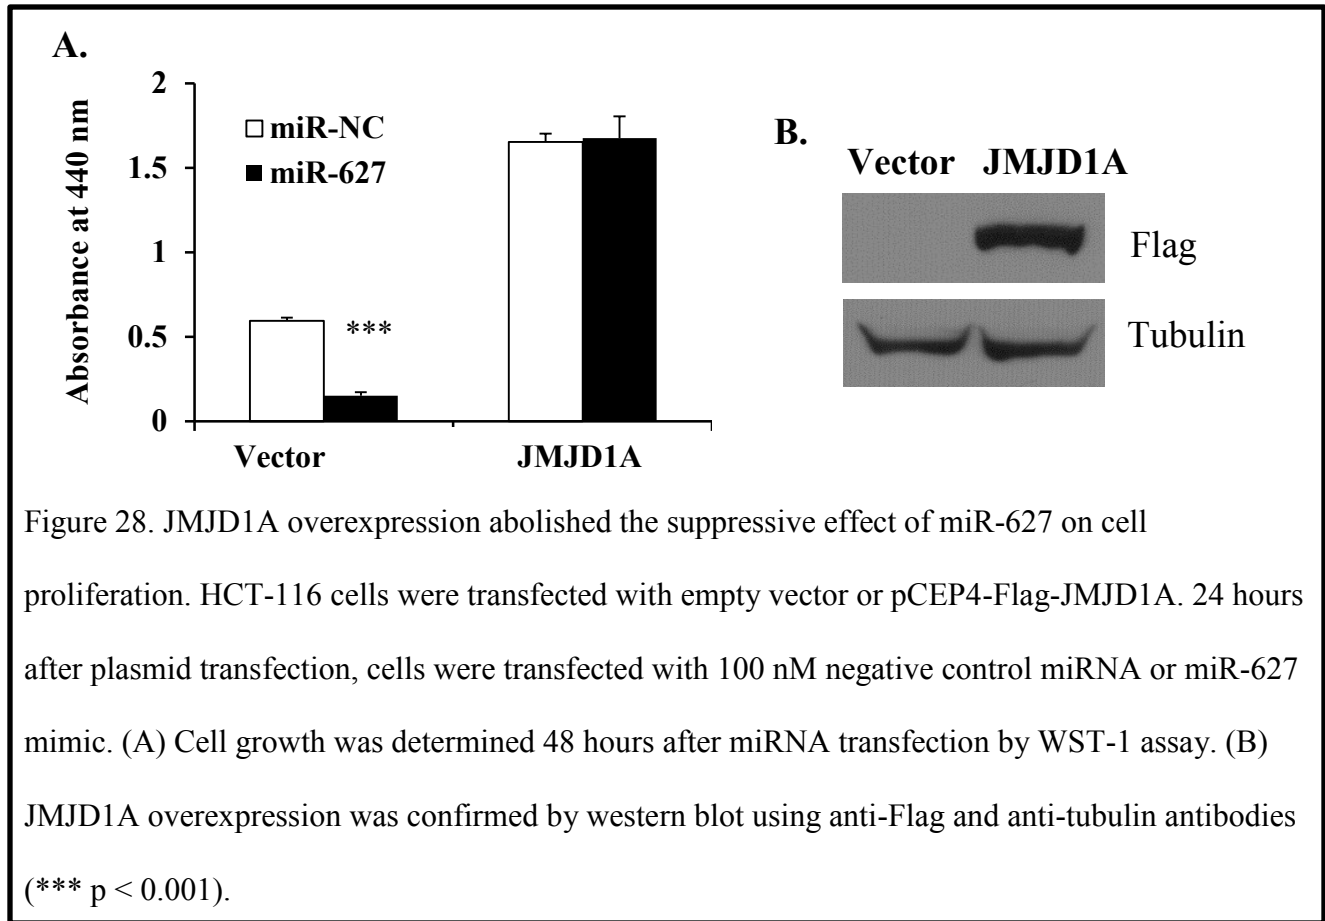 A.
2
1.5
1
0.5
0
Absorbance at 440 nm
miR-NC
miR-627
***
Vector
JMJD1A
B.
Vector JMJD1A
Flag
Tubulin
Figure 28. JMJD1A overexpression abolished the suppressive effect of miR-627 on cell
proliferation. HCT-116 cells were transfected with empty vector or pCEP4-Flag-JMJD1A. 24 hours
after plasmid transfection, cells were transfected with 100 nM negative control miRNA or miR-627
mimic. (A) Cell growth was determined 48 hours after miRNA transfection by WST-1 assay. (B)
JMJD1A overexpression was confirmed by western blot using anti-Flag and anti-tubulin antibodies
(*** p < 0.001).